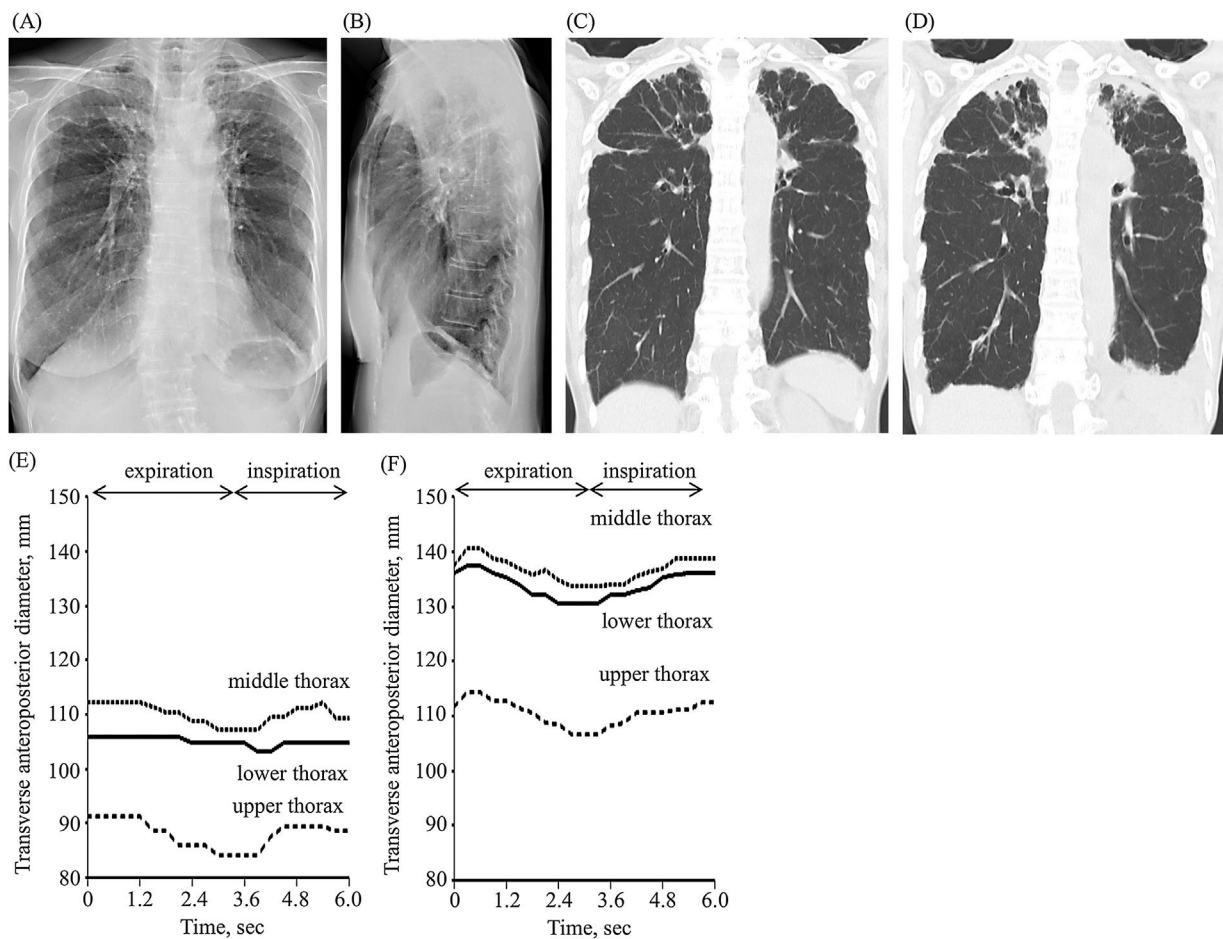 (A)
(B)
(C)
(D)
(E)
expiration
inspiration
150
140
130
120
110
100
90
80
Transverse anteroposterior diameter, mm
middle thorax
lower thorax
upper thorax
0
1.2
2.4
3.6
4.8
6.0
Time, sec
(F)
expiration
inspiration
150
140
130
120
110
100
90
80
Transverse anteroposterior diameter, mm
middle thorax
lower thorax
upper thorax
0
1.2
2.4
3.6
4.8
6.0
Time, sec